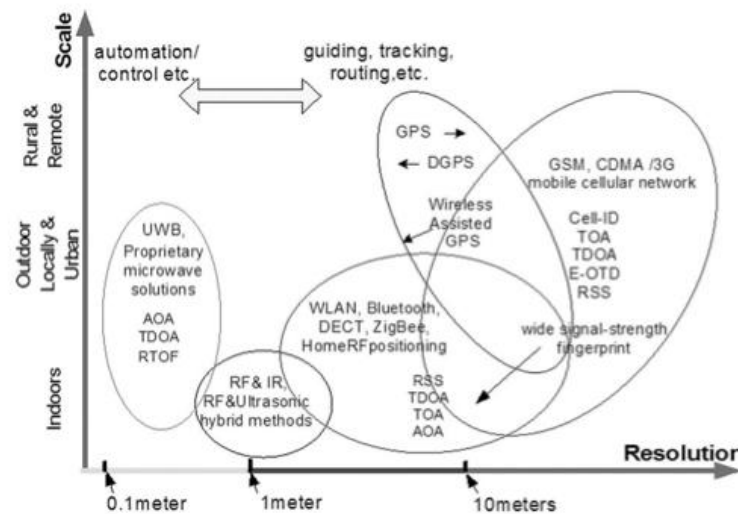 Scale
automation/
control etc.
guiding, tracking,
routing,etc.
Rural &
Remote
Outdoor
Locally &
Urban
Indoors
GPS
DGPS
Wireless
Assisted
GPS
GSM, CDMA /3G
mobile cellular network
Cell-ID
TOA
TDOA
E-OTD
RSS
UWB,
Proprietary
microwave
solutions
AOA
TDOA
RTOF
WLAN, Bluetooth,
DECT, ZigBee,
HomeRFpositioning
RSS
TDOA
TOA
AOA
wide signal-strength
fingerprint
RF& IR,
RF&Ultrasonic
hybrid methods
Resolution
0.1meter
1meter
10meters